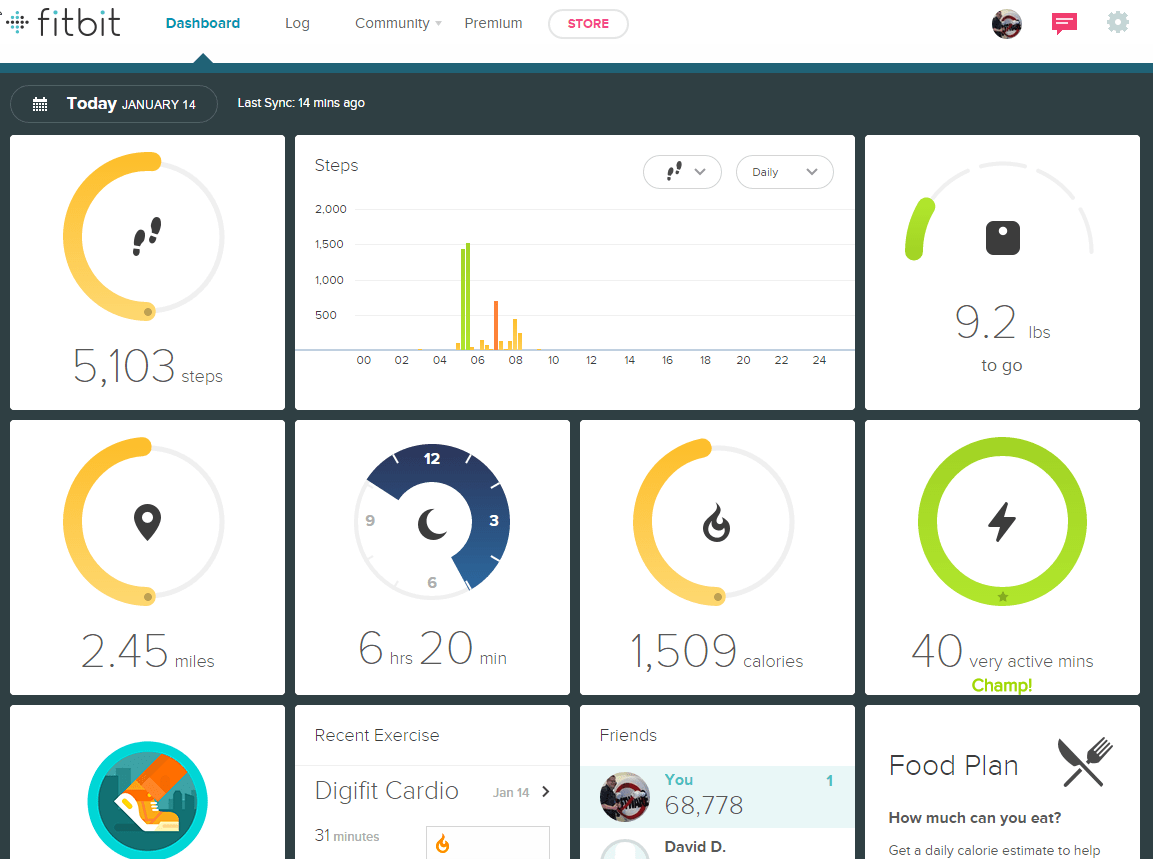 fitbit
Dashboard
Log
Community
Premium
STORE
Today JANUARY 14
Last Sync: 14 mins ago
5,103 steps
Steps
Daily
2,000
1,500
1,000
500
00 02 04 06 08 10 12 14 16 18 20 22 24
9.2 lbs
to go
2.45 miles
12
9
3
6
6 hrs 20 min
1,509 calories
40 very active mins
Champ!
Recent Exercise
Digifit Cardio
Jan 14
31 minutes
Friends
You
1
68,778
David D.
Food Plan
How much can you eat?
Get a daily calorie estimate to help